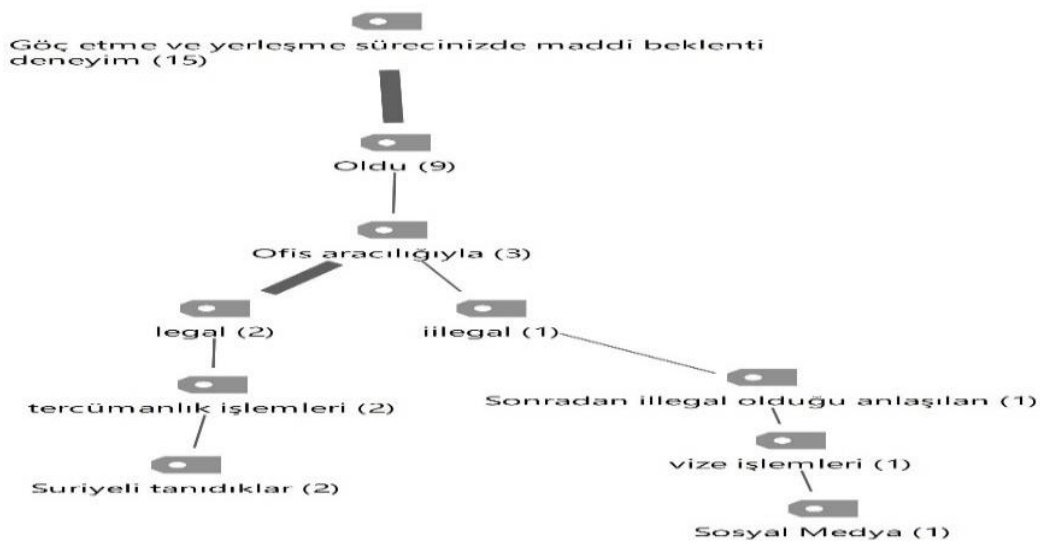 Göç etme ve yerleşme sürecinizde maddi beklenti
deneyim (15)
Oldu (9)
Ofis aracılığıyla (3)
legal (2)
iilegal (1)
tercümanlık işlemleri (2)
Sonradan illegal olduğu anlaşılan (1)
vize işlemleri (1)
Suriyeli tanıdıklar (2)
Sosyal Medya (1)